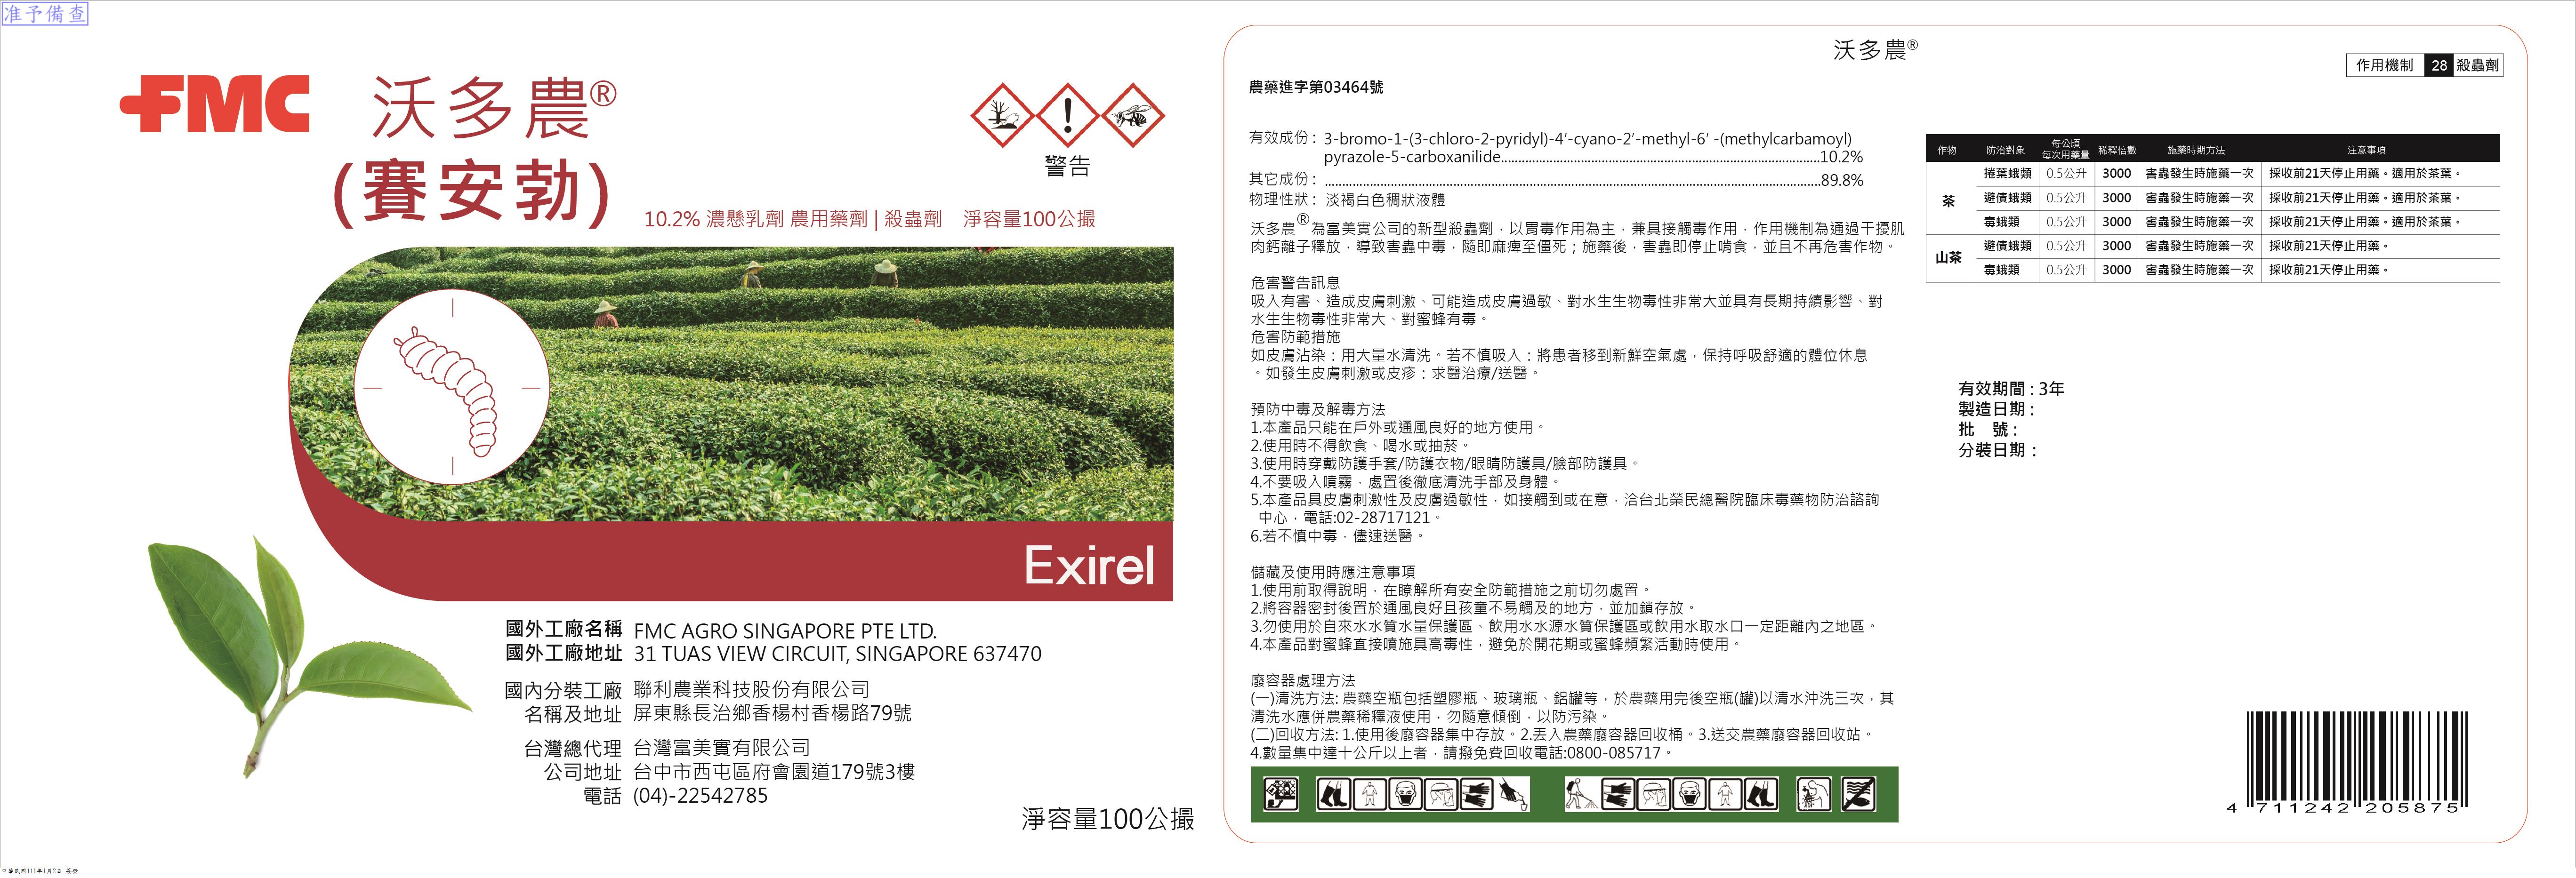 准予備查
FMC
沃多農®
(賽安勃)
警告
10.2% 濃懸乳劑 農用藥劑 | 殺蟲劑 淨容量100公撮
Exirel
國外工廠名稱 FMC AGRO SINGAPORE PTE LTD.
國外工廠地址 31 TUAS VIEW CIRCUIT, SINGAPORE 637470
國內分裝工廠 聯利農業科技股份有限公司
名稱及地址 屏東縣長治鄉香楊村香楊路79號
台灣總代理 台灣富美實有限公司
公司地址 台中市西屯區府會園道179號3樓
電話 (04)-22542785
淨容量100公撮
中華民國111年1月2日 簽發
沃多農®
作用機制 28 殺蟲劑
農藥進字第03464號
有效成份：3-bromo-1-(3-chloro-2-pyridyl)-4'-cyano-2'-methyl-6' -(methylcarbamoyl)
pyrazole-5-carboxanilide..........10.2%
其它成份：..........89.8%
物理性狀：淡褐白色稠狀液體
沃多農®為富美實公司的新型殺蟲劑，以胃毒作用為主，兼具接觸毒作用，作用機制為通過干擾肌
肉鈣離子釋放，導致害蟲中毒，隨即麻痺至僵死；施藥後，害蟲即停止啃食，並且不再危害作物。
危害警告訊息
吸入有害、造成皮膚刺激、可能造成皮膚過敏、對水生生物毒性非常大並具有長期持續影響、對
水生生物毒性非常大、對蜜蜂有毒。
危害防範措施
如皮膚沾染：用大量水清洗。若不慎吸入：將患者移到新鮮空氣處，保持呼吸舒適的體位休息
。如發生皮膚刺激或皮疹：求醫治療/送醫。
預防中毒及解毒方法
1.本產品只能在戶外或通風良好的地方使用。
2.使用時不得飲食、喝水或抽菸。
3.使用時穿戴防護手套/防護衣物/眼睛防護具/臉部防護具。
4.不要吸入噴霧，處置後徹底清洗手部及身體。
5.本產品具皮膚刺激性及皮膚過敏性，如接觸到或在意，洽台北榮民總醫院臨床毒藥物防治諮詢
中心，電話:02-28717121。
6.若不慎中毒，儘速送醫。
儲藏及使用時應注意事項
1.使用前取得說明，在瞭解所有安全防範措施之前切勿處置。
2.將容器密封後置於通風良好且孩童不易觸及的地方，並加鎖存放。
3.勿使用於自來水水質水量保護區、飲用水水源水質保護區或飲用水取水口一定距離內之地區。
4.本產品對蜜蜂直接噴施具高毒性，避免於開花期或蜜蜂頻繁活動時使用。
廢容器處理方法
(一)清洗方法: 農藥空瓶包括塑膠瓶、玻璃瓶、鋁罐等，於農藥用完後空瓶(罐)以清水沖洗三次，其
清洗水應併農藥稀釋液使用，勿隨意傾倒，以防污染。
(二)回收方法: 1.使用後廢容器集中存放。2.丟入農藥廢容器回收桶。3.送交農藥廢容器回收站。
4.數量集中達十公斤以上者，請撥免費回收電話:0800-085717。
作物 防治對象 每公頃每次用藥量 稀釋倍數 施藥時期方法 注意事項
茶 捲葉蛾類 0.5公升 3000 害蟲發生時施藥一次 採收前21天停止用藥。適用於茶葉。
避債蛾類 0.5公升 3000 害蟲發生時施藥一次 採收前21天停止用藥。適用於茶葉。
毒蛾類 0.5公升 3000 害蟲發生時施藥一次 採收前21天停止用藥。適用於茶葉。
山茶 避債蛾類 0.5公升 3000 害蟲發生時施藥一次 採收前21天停止用藥。
毒蛾類 0.5公升 3000 害蟲發生時施藥一次 採收前21天停止用藥。
有效期間 : 3年
製造日期 :
批 號 :
分裝日期 :
4 711242 205875